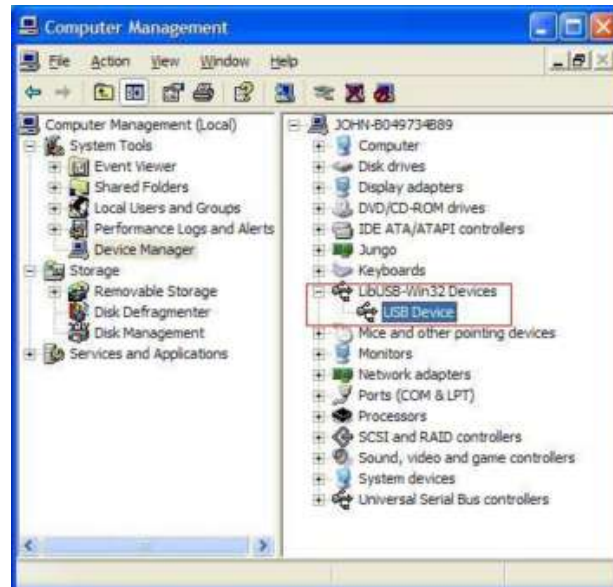 Computer Management
File Action View Window Help
Computer Management (Local)
System Tools
Event Viewer
Shared Folders
Local Users and Groups
Performance Logs and Alerts
Device Manager
Storage
Removable Storage
Disk Defragmenter
Disk Management
Services and Applications
JOHN-B049734B89
Computer
Disk drives
Display adapters
DVD/CD-ROM drives
IDE ATA/ATAPI controllers
Jungo
Keyboards
LibUSB-Win32 Devices
USB Device
Mice and other pointing devices
Monitors
Network adapters
Ports (COM & LPT)
Processors
SCSI and RAID controllers
Sound, video and game controllers
System devices
Universal Serial Bus controllers